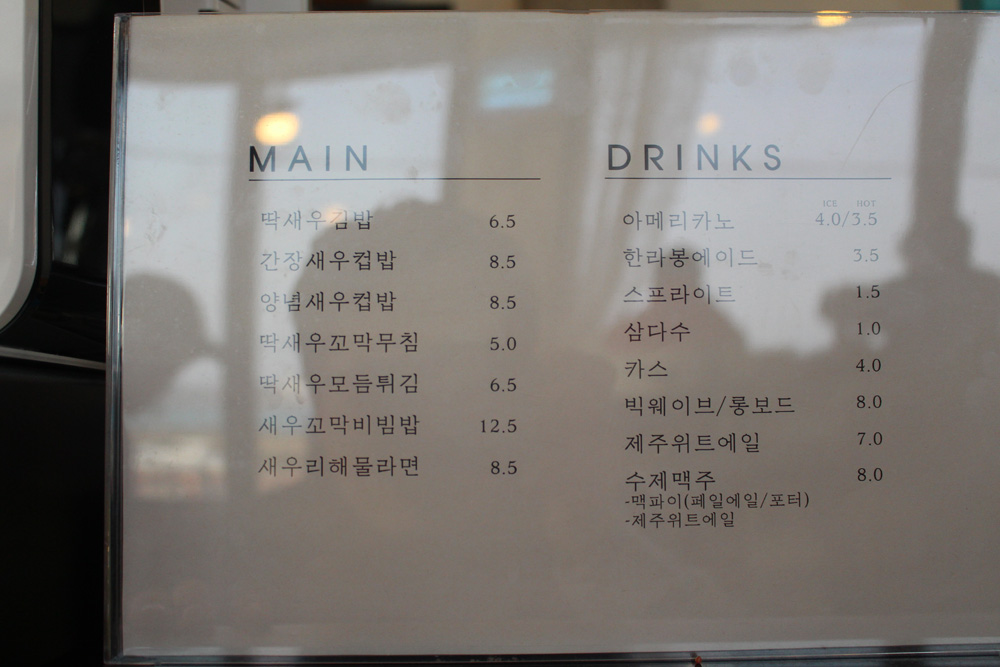 MAIN
딱새우김밥 6.5
간장새우컵밥 8.5
양념새우컵밥 8.5
딱새우꼬막무침 5.0
딱새우모듬튀김 6.5
새우꼬막비빔밥 12.5
새우리해물라면 8.5
DRINKS
ICE HOT
아메리카노 4.0/3.5
한라봉에이드 3.5
스프라이트 1.5
삼다수 1.0
카스 4.0
빅웨이브/롱보드 8.0
제주위트에일 7.0
수제맥주 8.0
-맥파이(페일에일/포터)
-제주위트에일